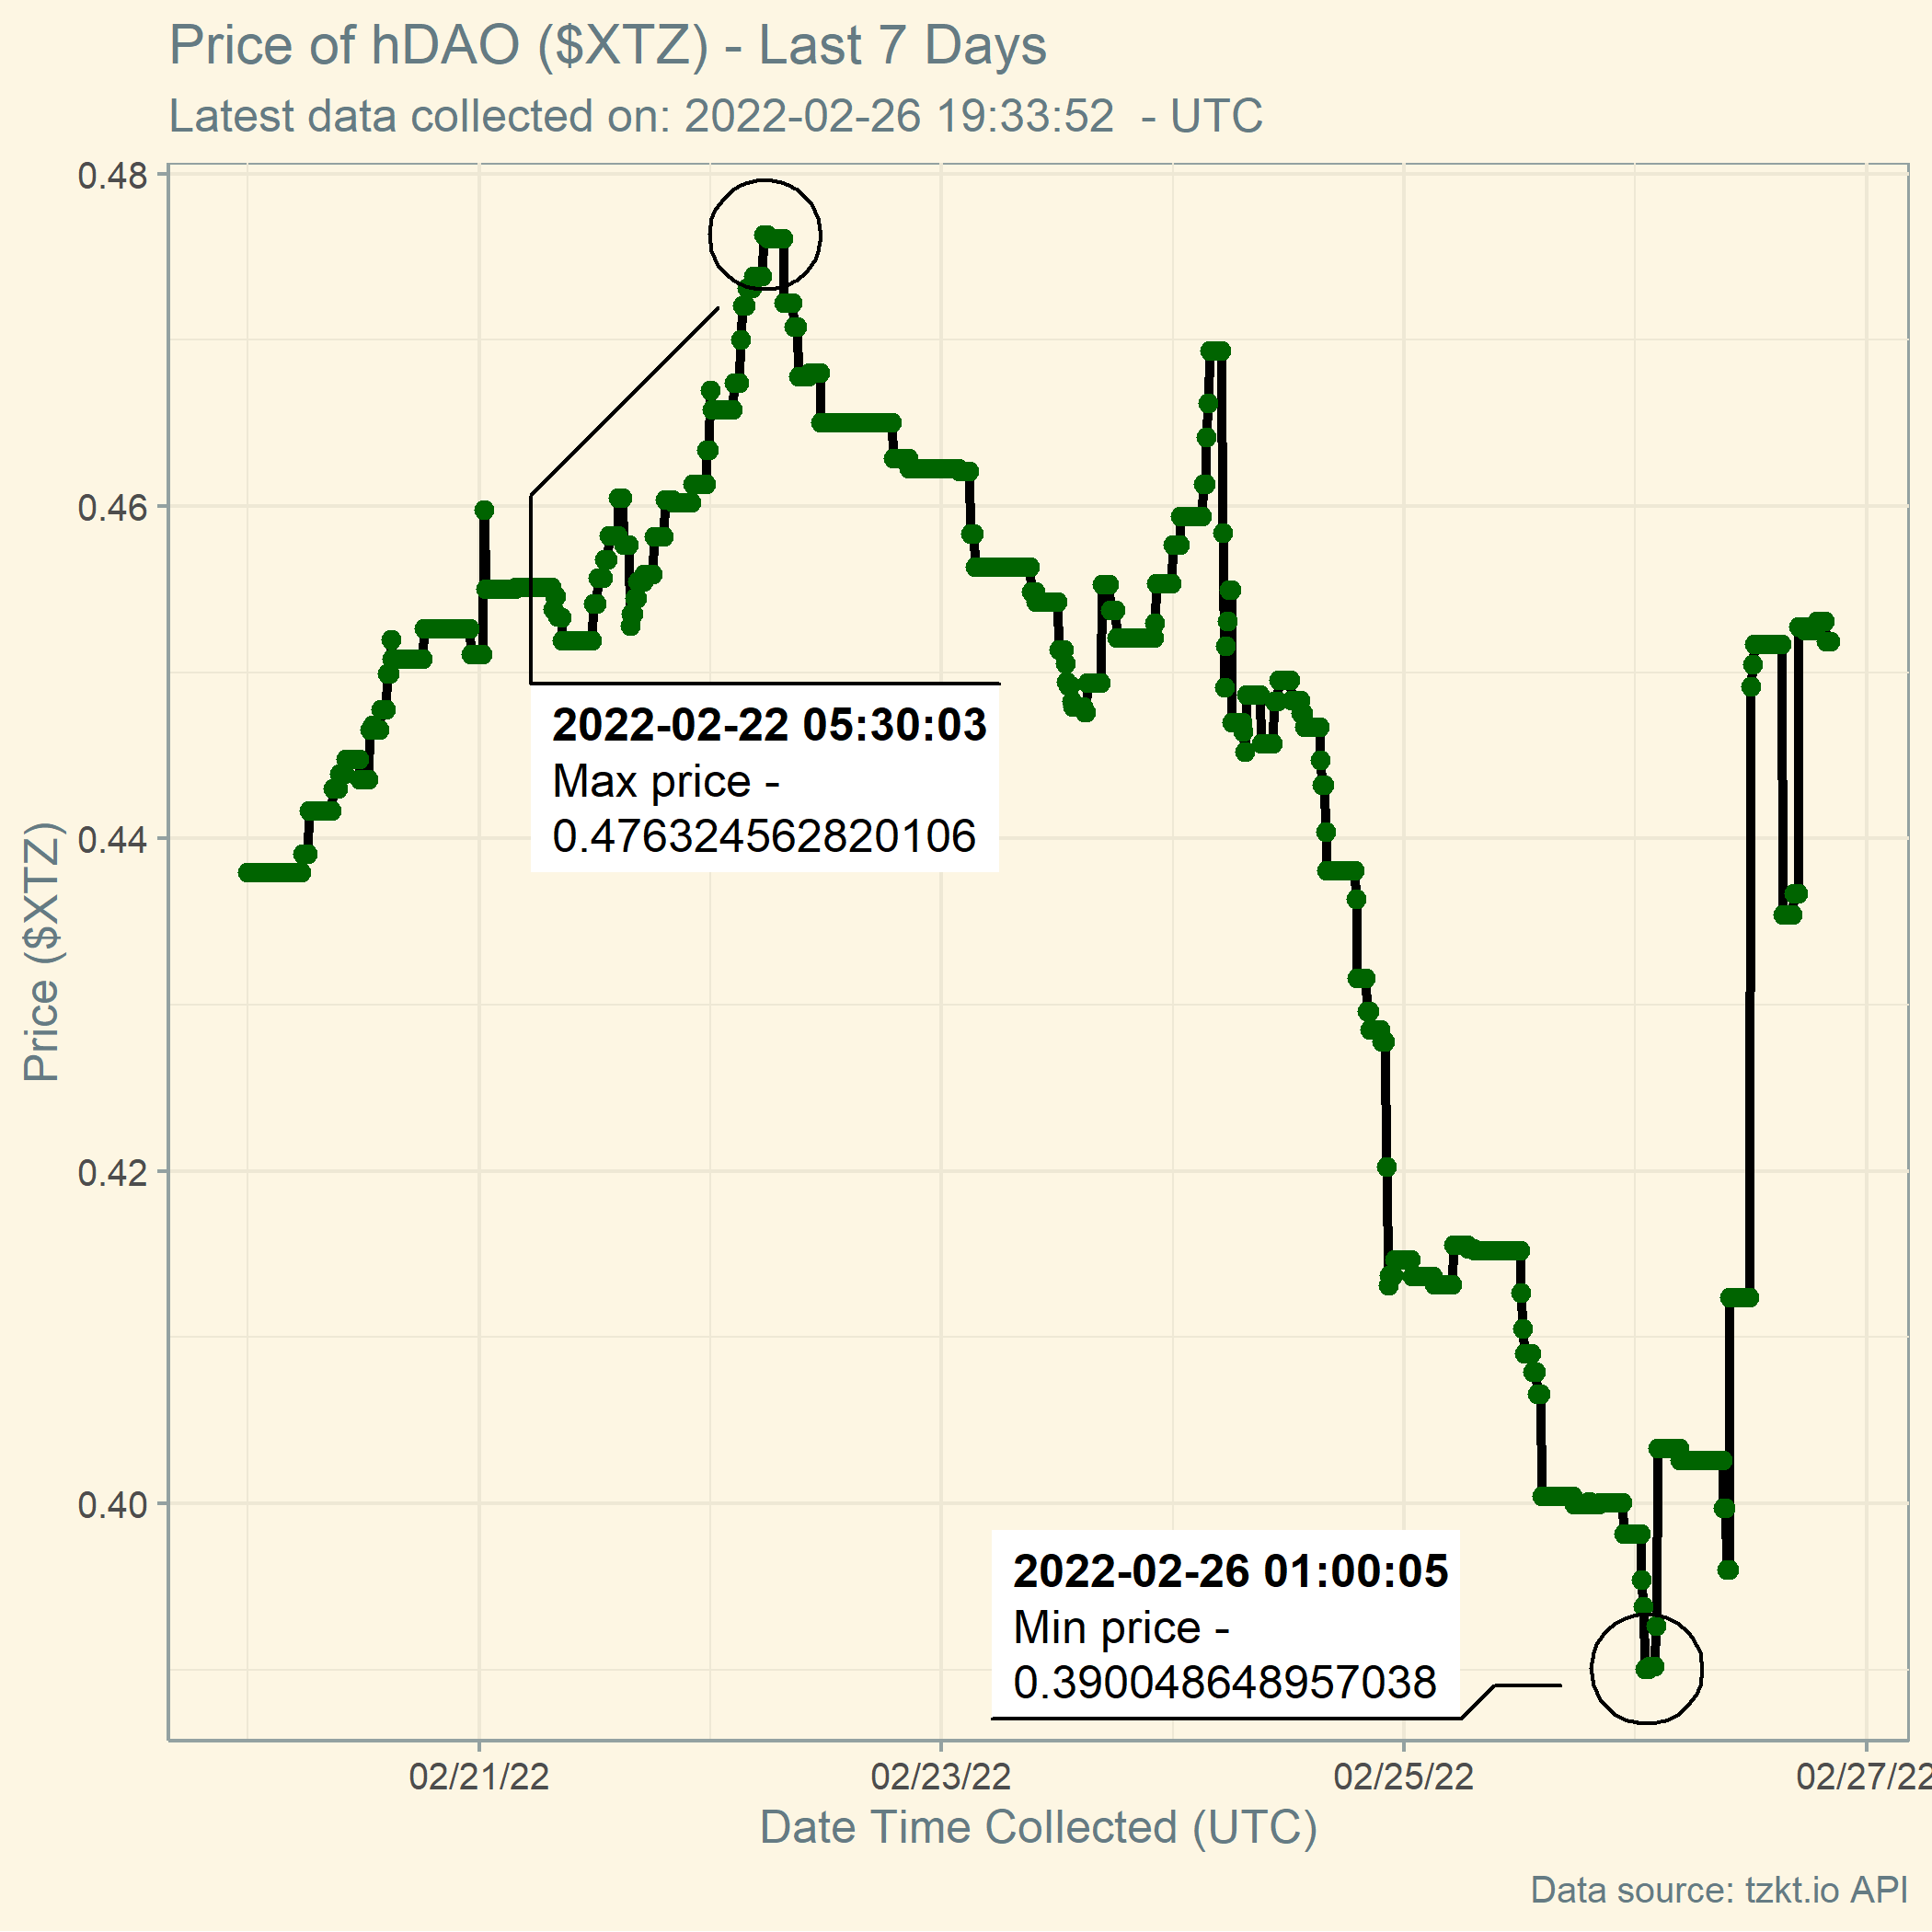 Price of hDAO ($XTZ) - Last 7 Days
Latest data collected on: 2022-02-26 19:33:52  - UTC
0.48
0.46
0.44
0.42
0.40
Price ($XTZ)
2022-02-22 05:30:03
Max price -
0.476324562820106
2022-02-26 01:00:05
Min price -
0.390048648957038
02/21/22
02/23/22
02/25/22
02/27/22
Date Time Collected (UTC)
Data source: tzkt.io API